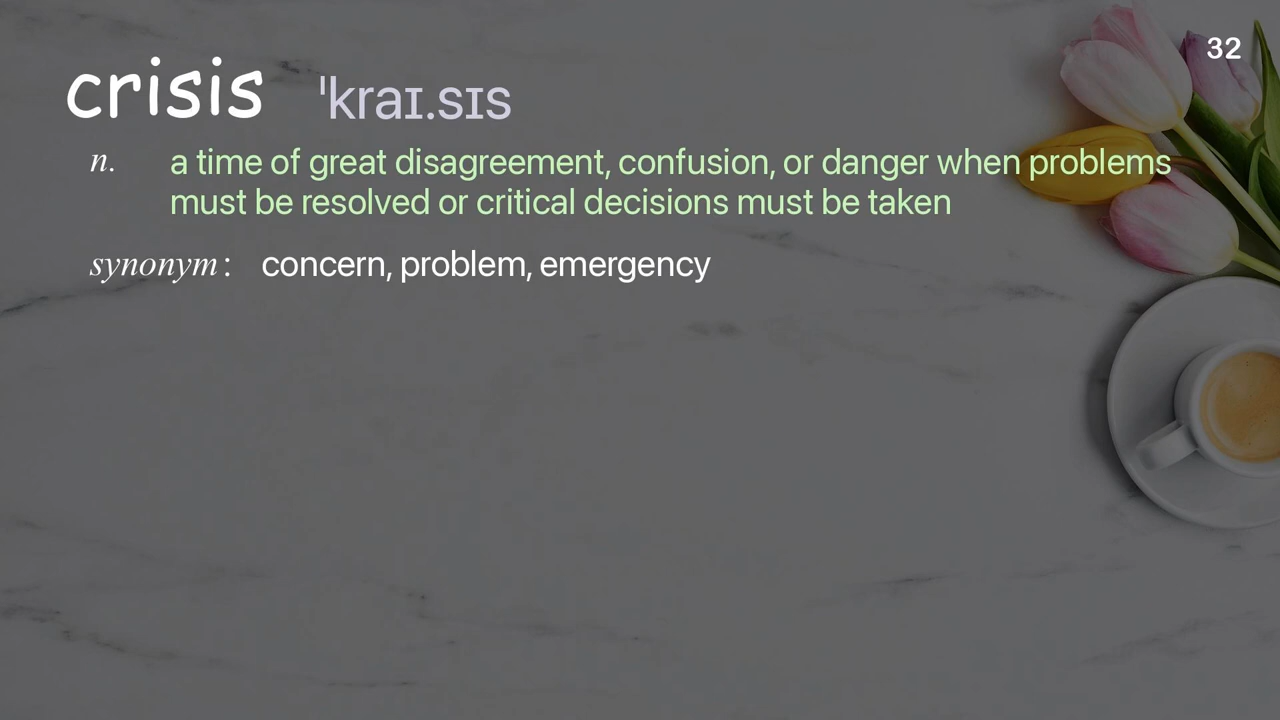 32
crisis ˈkraɪ.sɪs
n. a time of great disagreement, confusion, or danger when problems
must be resolved or critical decisions must be taken
synonym : concern, problem, emergency